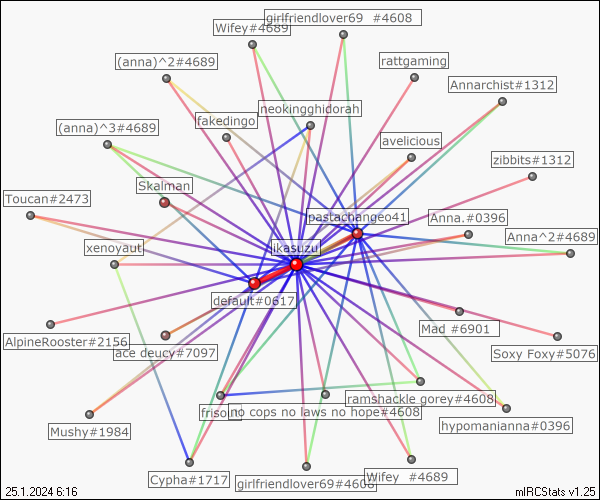 girlfriendlover69 #4608
Wifey#4689
(anna)^2#4689
rattgaming
Annarchist#1312
neokingghidorah
fakedingo
(anna)^3#4689
avelicious
zibbits#1312
Skalman
Toucan#2473
pastachangeo41
Anna.#0396
Anna^2#4689
xenoyaut
ikasuzu
default#0617
Mad #6901
AlpineRooster#2156
ace deucy#7097
Soxy Foxy#5076
ramshackle gorey#4608
no cops no laws no hope#4608
hypomanianna#0396
Mushy#1984
Cypha#1717
girlfriendlover69#4608
Wifey #4689
25.1.2024 6:16
mIRCStats v1.25